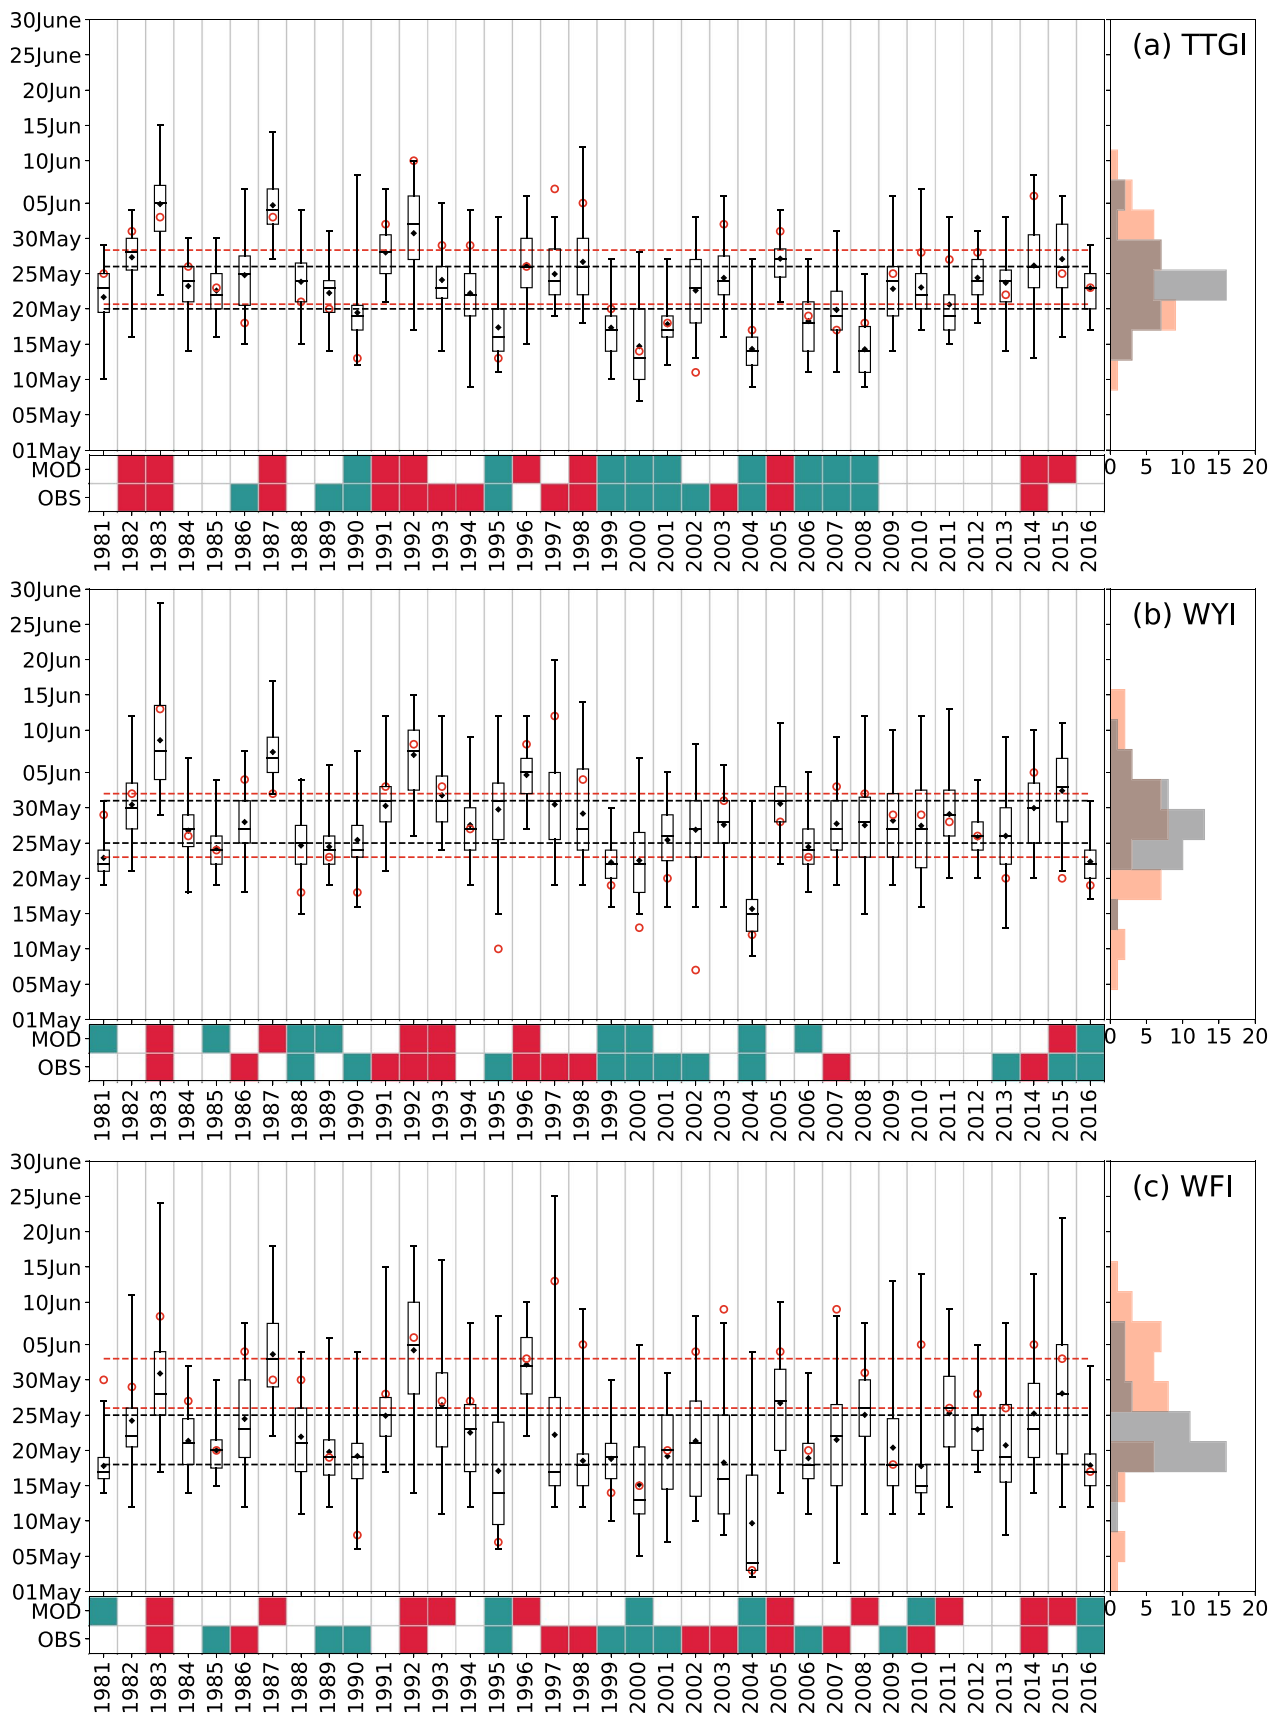 30June
25June
20Jun
15Jun
10Jun
05Jun
30May
25May
20May
15May
10May
05May
01May
(a) TTGI
MOD
OBS
0 5 10 15 20
1981 1982 1983 1984 1985 1986 1987 1988 1989 1990 1991 1992 1993 1994 1995 1996 1997 1998 1999 2000 2001 2002 2003 2004 2005 2006 2007 2008 2009 2010 2011 2012 2013 2014 2015 2016
30June
25June
20Jun
15Jun
10Jun
05Jun
30May
25May
20May
15May
10May
05May
01May
(b) WYI
MOD
OBS
0 5 10 15 20
1981 1982 1983 1984 1985 1986 1987 1988 1989 1990 1991 1992 1993 1994 1995 1996 1997 1998 1999 2000 2001 2002 2003 2004 2005 2006 2007 2008 2009 2010 2011 2012 2013 2014 2015 2016
30June
25June
20Jun
15Jun
10Jun
05Jun
30May
25May
20May
15May
10May
05May
01May
(c) WFI
MOD
OBS
0 5 10 15 20
1981 1982 1983 1984 1985 1986 1987 1988 1989 1990 1991 1992 1993 1994 1995 1996 1997 1998 1999 2000 2001 2002 2003 2004 2005 2006 2007 2008 2009 2010 2011 2012 2013 2014 2015 2016